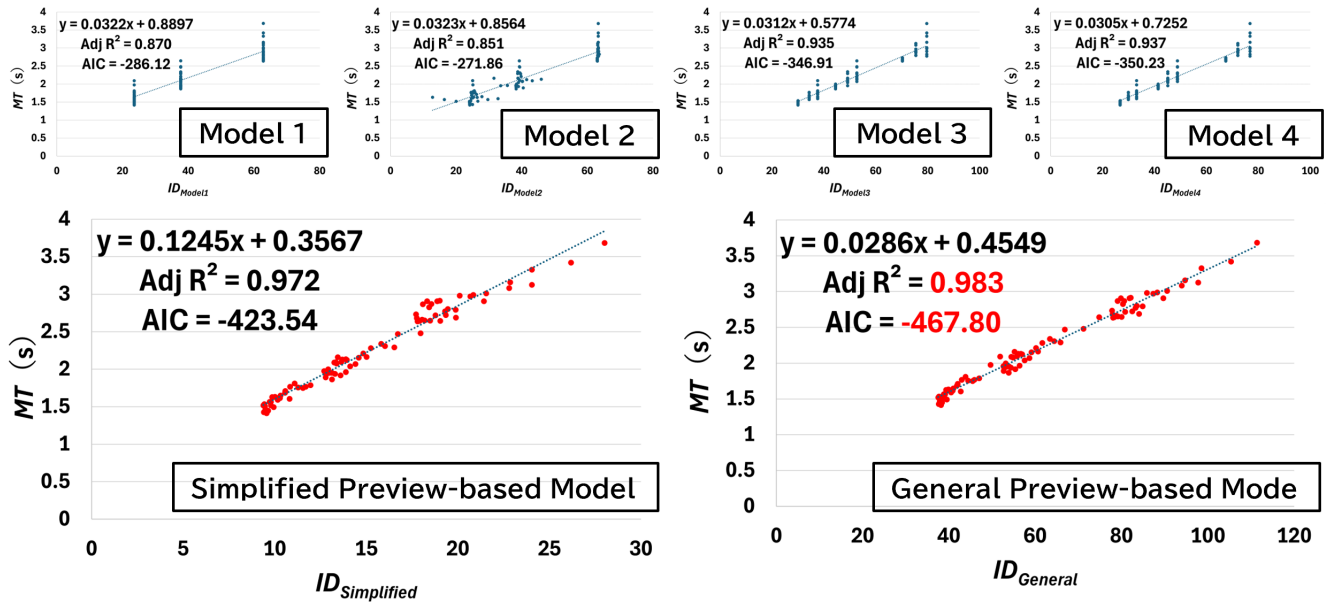 y = 0.0322x + 0.8897
Adj R² = 0.870
AIC = -286.12
MT (s)
4
3.5
3
2.5
2
1.5
1
0.5
0
0 20 40 60 80
ID_Model1
Model 1
y = 0.0323x + 0.8564
Adj R² = 0.851
AIC = -271.86
MT (s)
4
3.5
3
2.5
2
1.5
1
0.5
0
0 20 40 60 80
ID_Model2
Model 2
y = 0.0312x + 0.5774
Adj R² = 0.935
AIC = -346.91
MT (s)
4
3.5
3
2.5
2
1.5
1
0.5
0
0 20 40 60 80 100
ID_Model3
Model 3
y = 0.0305x + 0.7252
Adj R² = 0.937
AIC = -350.23
MT (s)
4
3.5
3
2.5
2
1.5
1
0.5
0
0 20 40 60 80 100
ID_Model4
Model 4
y = 0.1245x + 0.3567
Adj R² = 0.972
AIC = -423.54
MT (s)
4
3.5
3
2.5
2
1.5
1
0.5
0
0 5 10 15 20 25 30
ID_Simplified
Simplified Preview-based Model
y = 0.0286x + 0.4549
Adj R² = 0.983
AIC = -467.80
MT (s)
4
3.5
3
2.5
2
1.5
1
0.5
0
0 20 40 60 80 100 120
ID_General
General Preview-based Mode